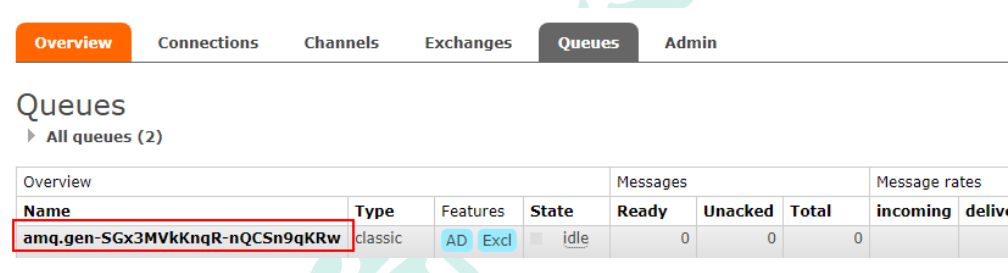 Overview Connections Channels Exchanges Queues Admin
Queues
All queues (2)
Overview Messages Message rates
Name Type Features State Ready Unacked Total incoming delive
amq.gen-SGx3MVkKnqR-nQCSn9qKRw classic AD Excl idle 0 0 0